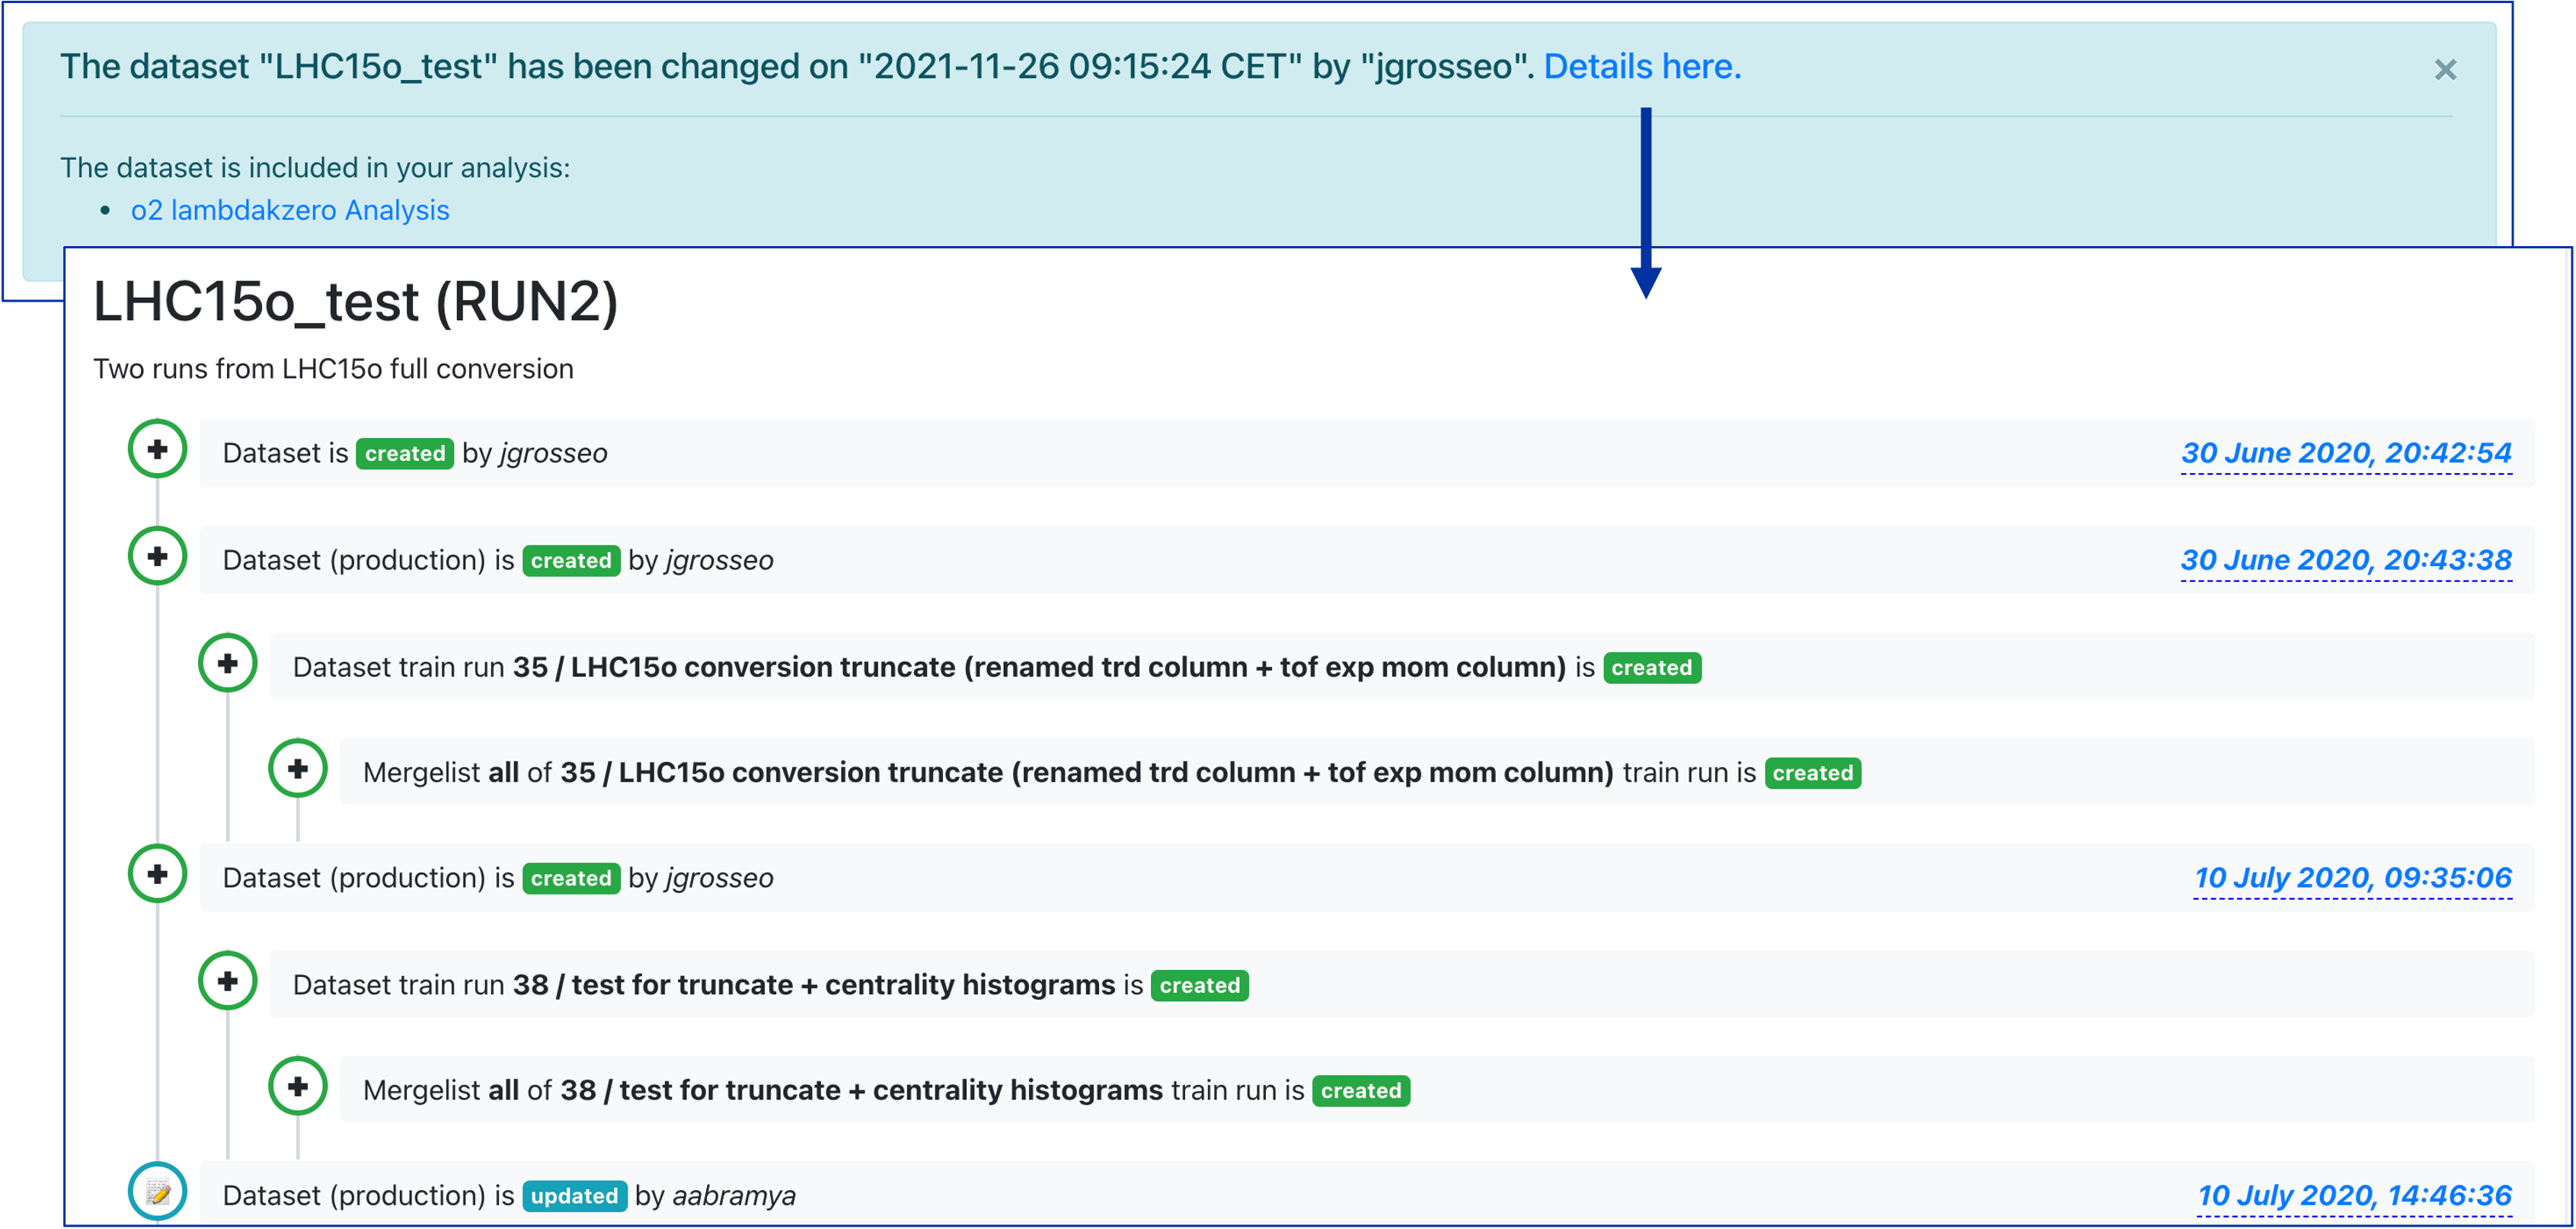 The dataset "LHC15o_test" has been changed on "2021-11-26 09:15:24 CET" by "jgrosseo". Details here.
×
The dataset is included in your analysis:
• o2 lambdakzero Analysis
LHC15o_test (RUN2)
Two runs from LHC15o full conversion
Dataset is created by jgrosseo 30 June 2020, 20:42:54
Dataset (production) is created by jgrosseo 30 June 2020, 20:43:38
Dataset train run 35 / LHC15o conversion truncate (renamed trd column + tof exp mom column) is created
Mergelist all of 35 / LHC15o conversion truncate (renamed trd column + tof exp mom column) train run is created
Dataset (production) is created by jgrosseo 10 July 2020, 09:35:06
Dataset train run 38 / test for truncate + centrality histograms is created
Mergelist all of 38 / test for truncate + centrality histograms train run is created
Dataset (production) is updated by aabramya 10 July 2020, 14:46:36